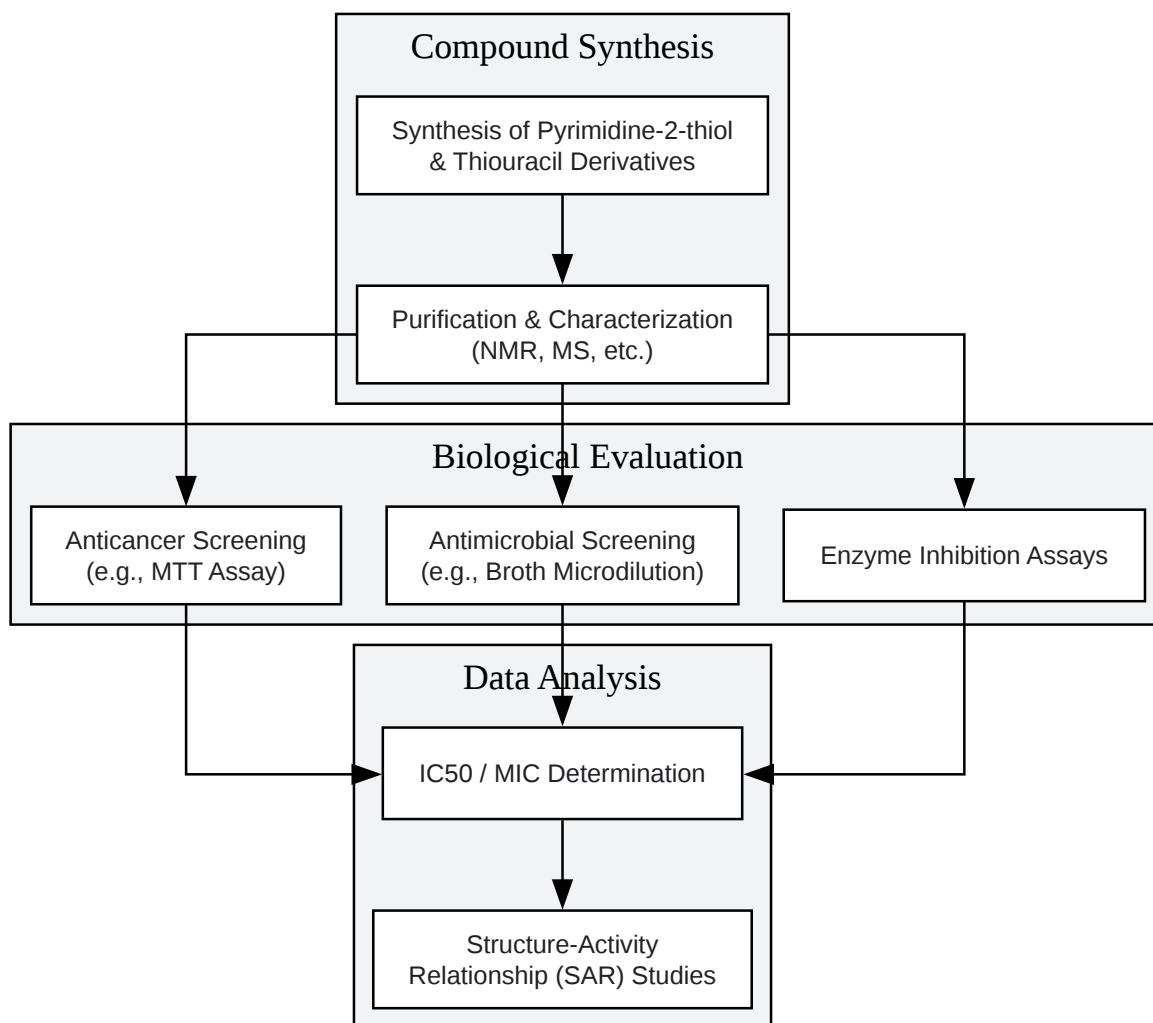 Compound Synthesis
Synthesis of Pyrimidine-2-thiol
& Thiouracil Derivatives
Purification & Characterization
(NMR, MS, etc.)
Biological Evaluation
Anticancer Screening
(e.g., MTT Assay)
Antimicrobial Screening
(e.g., Broth Microdilution)
Enzyme Inhibition Assays
Data Analysis
IC50 / MIC Determination
Structure-Activity
Relationship (SAR) Studies